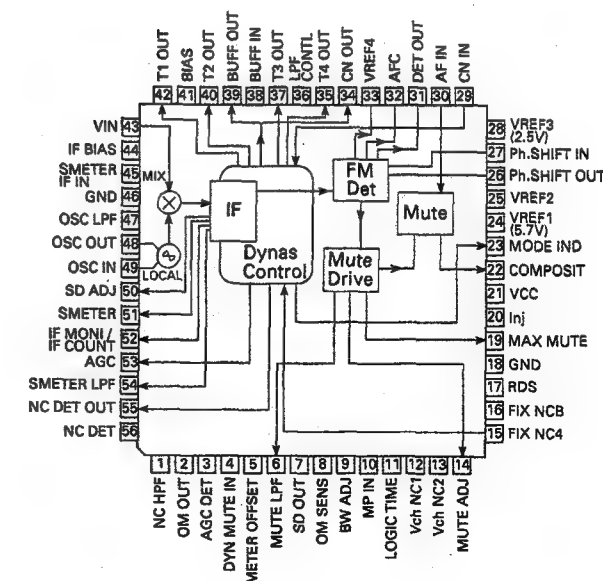 T1 OUT
BIAS
T2 OUT
BUFF OUT
BUFF IN
T3 OUT
LPF
CONTL
T4 OUT
CN OUT
VREF4
AFC
DET OUT
AF IN
CN IN
42 41 40 39 38 37 36 35 34 33 32 31 30 29
VIN 43
IF BIAS 44
SMETER
IF IN 45
GND 46
OSC LPF 47
OSC OUT 48
OSC IN 49
SD ADJ 50
SMETER 51
IF MONI /
IF COUNT 52
AGC 53
SMETER LPF 54
NC DET OUT 55
NC DET 56
MIX
LOCAL
IF
Dynas
Control
FM
Det
Mute
Mute
Drive
28 VREF3
(2.5V)
27 Ph.SHIFT IN
26 Ph.SHIFT OUT
25 VREF2
24 VREF1
(5.7V)
23 MODE IND
22 COMPOSIT
21 VCC
20 Inj
19 MAX MUTE
18 GND
17 RDS
16 FIX NCB
15 FIX NC4
1 2 3 4 5 6 7 8 9 10 11 12 13 14
NC HPF
OM OUT
AGC DET
DYN MUTE IN
METER OFFSET
MUTE LPF
SD OUT
OM SENS
BW ADJ
MP IN
LOGIC TIME
Vch NC1
Vch NC2
MUTE ADJ